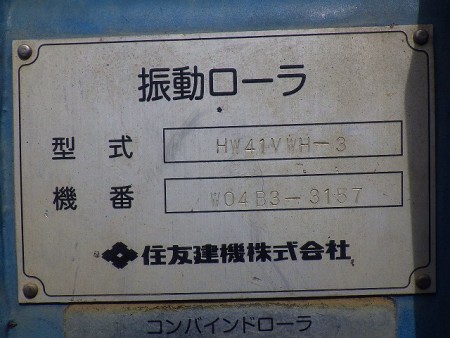 振動ローラ
型式 HW41VWH-3
機番 W04B3-3157
住友建機株式会社
コンバインドローラ